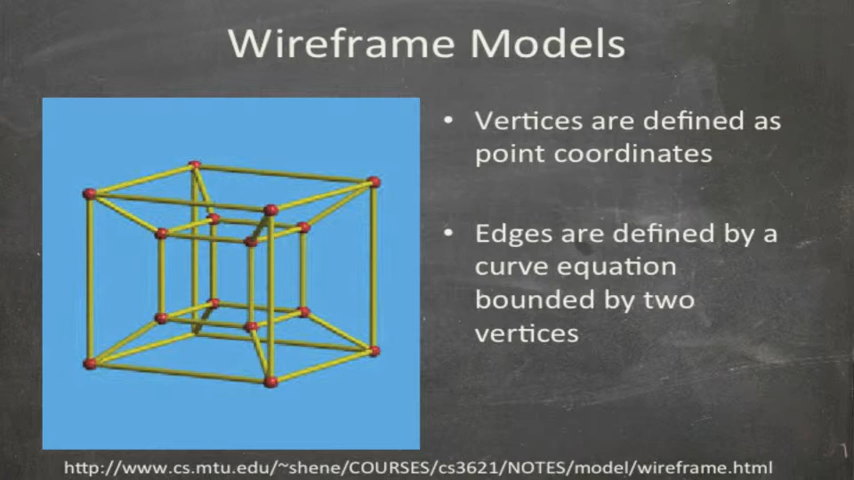 Wireframe Models
• Vertices are defined as
point coordinates
• Edges are defined by a
curve equation
bounded by two
vertices
http://www.cs.mtu.edu/~shene/COURSES/cs3621/NOTES/model/wireframe.html